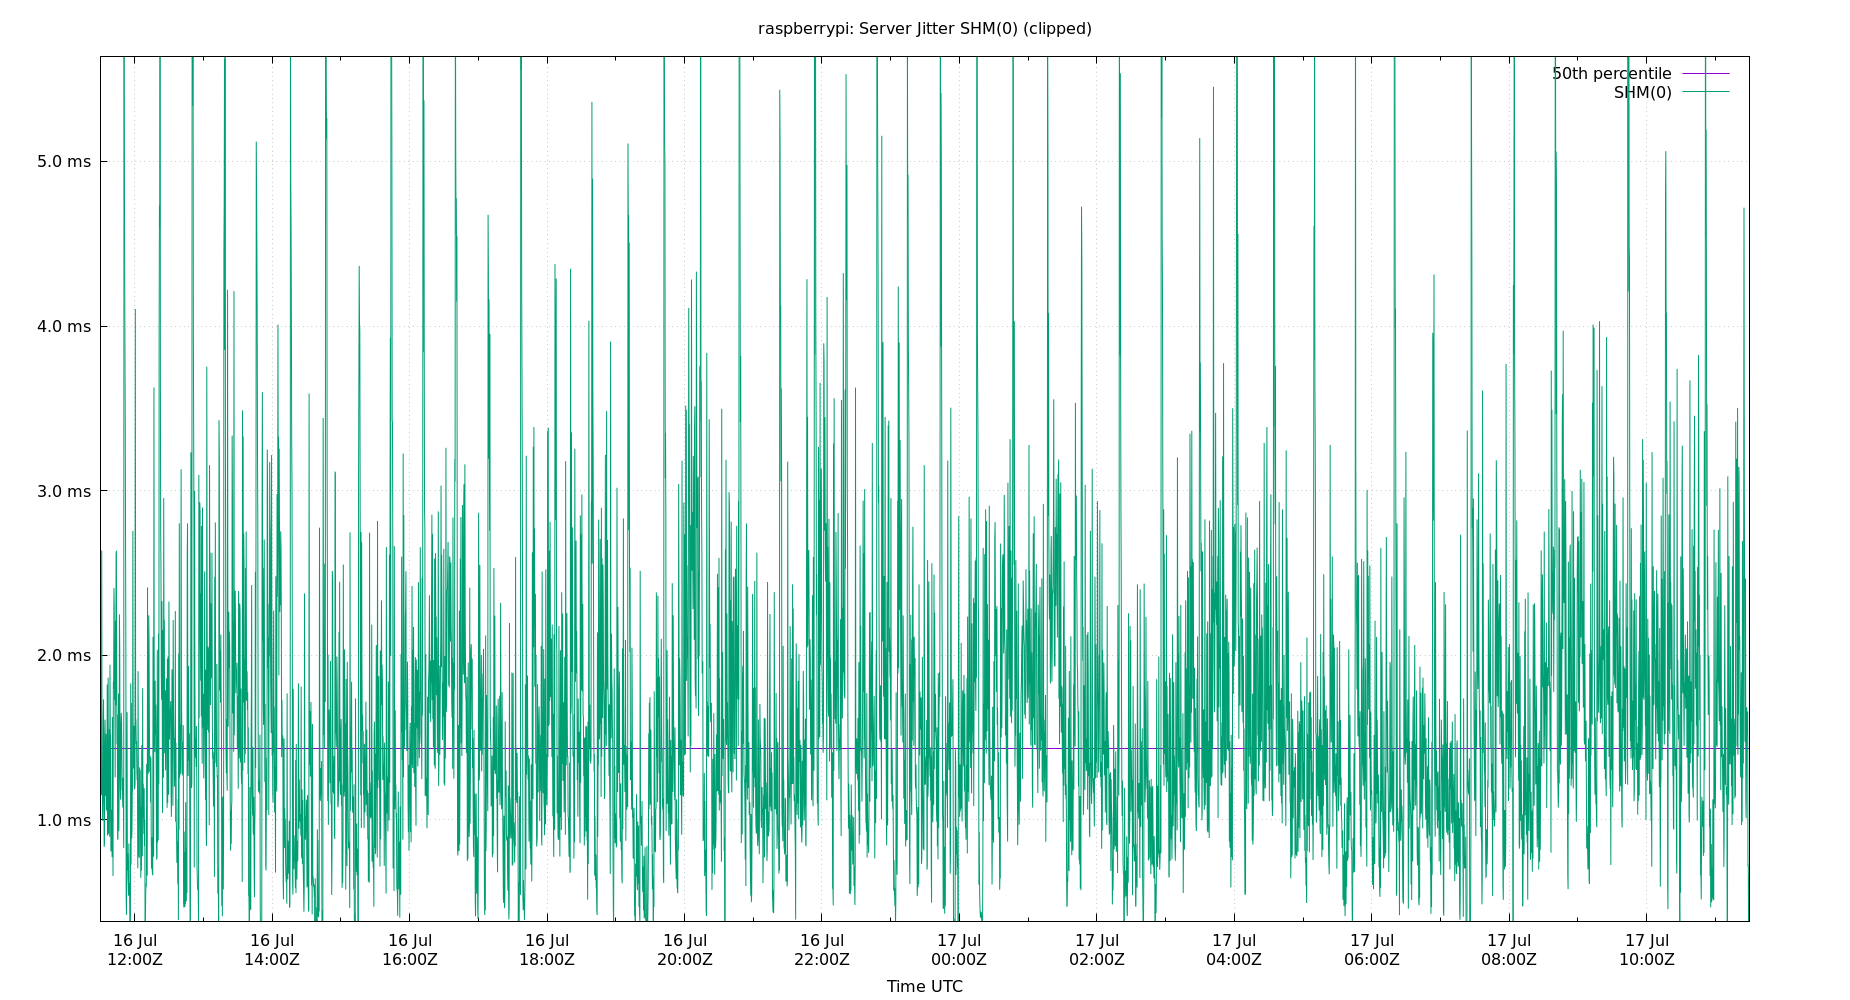 raspberrypi: Server Jitter SHM(0) (clipped)
50th percentile
SHM(0)
5.0 ms
4.0 ms
3.0 ms
2.0 ms
1.0 ms
16 Jul 16 Jul 16 Jul 16 Jul 16 Jul 16 Jul 17 Jul 17 Jul 17 Jul 17 Jul 17 Jul 17 Jul
12:00Z 14:00Z 16:00Z 18:00Z 20:00Z 22:00Z 00:00Z 02:00Z 04:00Z 06:00Z 08:00Z 10:00Z
Time UTC